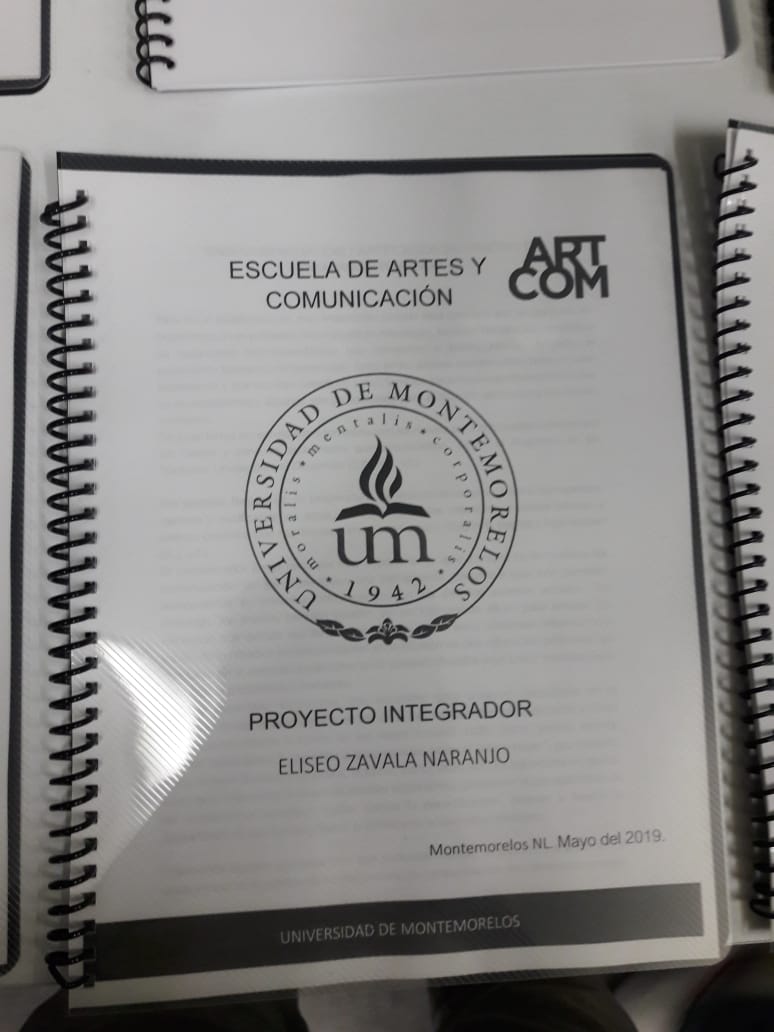 ESCUELA DE ARTES Y
COMUNICACIÓN
ART
COM
UNIVERSIDAD DE MONTEMORELOS
moralis • mentalis • corporalis
um
• 1942 •
PROYECTO INTEGRADOR
ELISEO ZAVALA NARANJO
Montemorelos NL. Mayo del 2019.
UNIVERSIDAD DE MONTEMORELOS